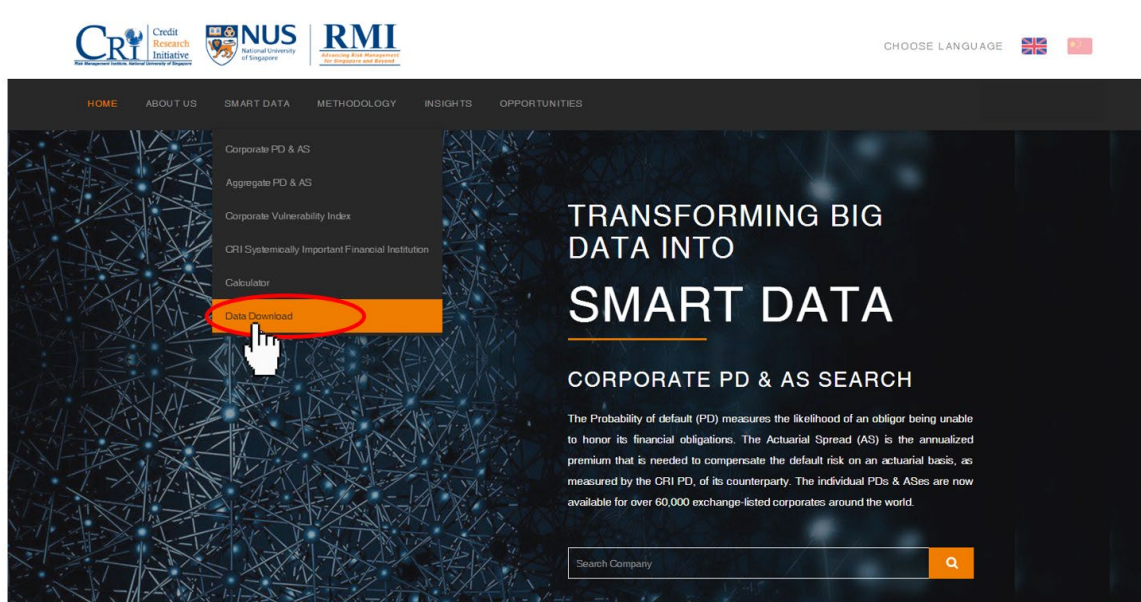 CRI
Credit
Research
Initiative
Risk Management Institute, National University of Singapore
NUS
National University
of Singapore
RMI
Advancing Risk Management
for Singapore and Beyond
CHOOSE LANGUAGE
HOME ABOUT US SMART DATA METHODOLOGY INSIGHTS OPPORTUNITIES
Corporate PD & AS
Aggregate PD & AS
Corporate Vulnerability Index
CRI Systemically Important Financial Institution
Calculator
Data Download
TRANSFORMING BIG
DATA INTO
SMART DATA
CORPORATE PD & AS SEARCH
The Probability of default (PD) measures the likelihood of an obligor being unable
to honor its financial obligations. The Actuarial Spread (AS) is the annualized
premium that is needed to compensate the default risk on an actuarial basis, as
measured by the CRI PD, of its counterparty. The individual PDs & ASes are now
available for over 60,000 exchange-listed corporates around the world.
Search Company